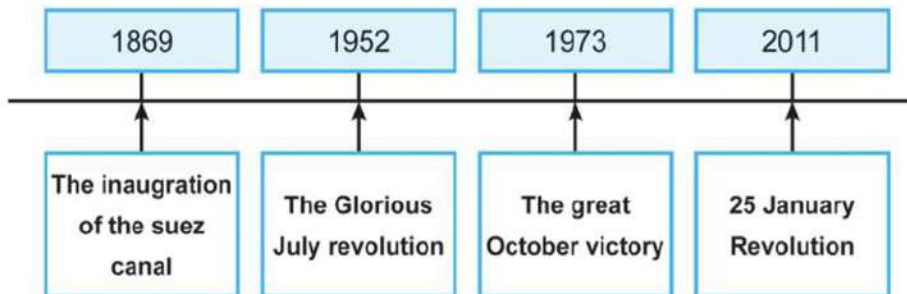 1869
1952
1973
2011
The inaugration
of the suez
canal
The Glorious
July revolution
The great
October victory
25 January
Revolution